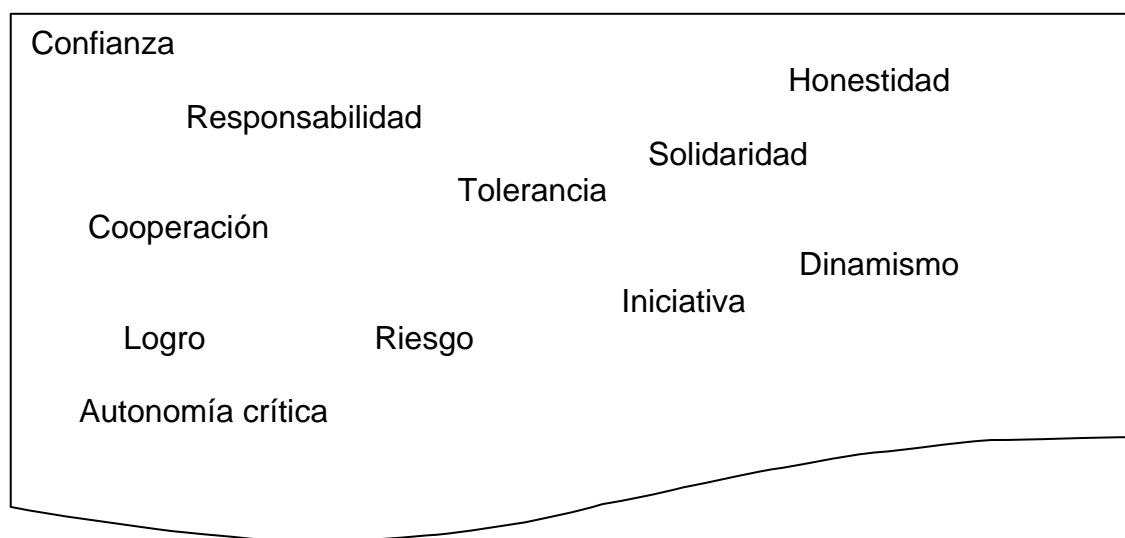 Confianza
Honestidad
Responsabilidad
Solidaridad
Tolerancia
Cooperación
Dinamismo
Iniciativa
Logro Riesgo
Autonomía crítica